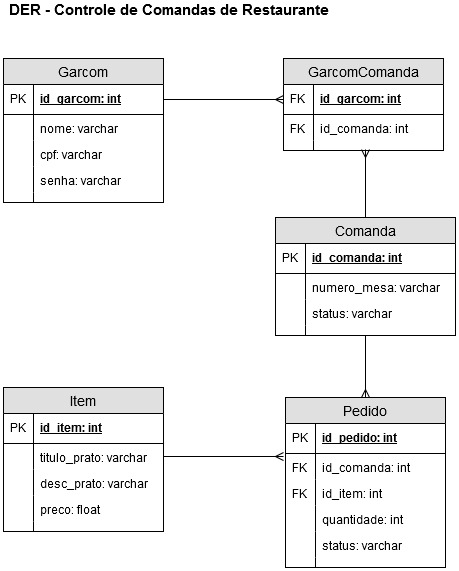 DER - Controle de Comandas de Restaurante
Garcom
PK id_garcom: int
nome: varchar
cpf: varchar
senha: varchar
GarcomComanda
FK id_garcom: int
FK id_comanda: int
Comanda
PK id_comanda: int
numero_mesa: varchar
status: varchar
Item
PK id_item: int
titulo_prato: varchar
desc_prato: varchar
preco: float
Pedido
PK id_pedido: int
FK id_comanda: int
FK id_item: int
quantidade: int
status: varchar